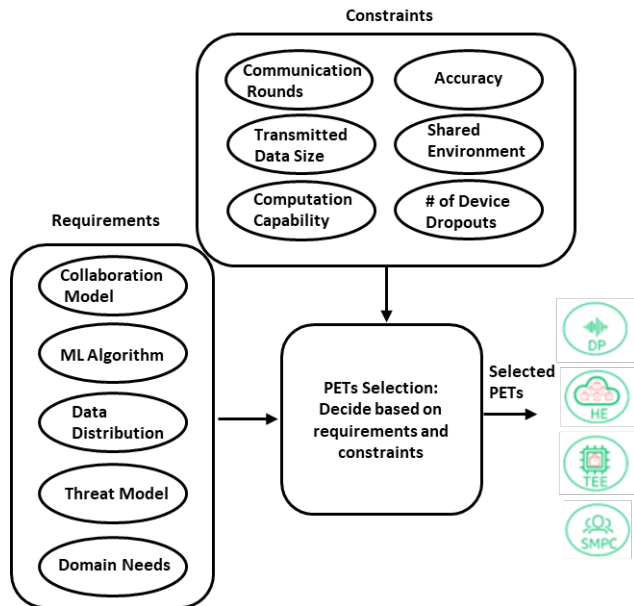 Constraints
Communication
Rounds
Accuracy
Transmitted
Data Size
Shared
Environment
Computation
Capability
# of Device
Dropouts
Requirements
Collaboration
Model
ML Algorithm
Data
Distribution
Threat Model
Domain Needs
PETs Selection:
Decide based on
requirements and
constraints
Selected
PETs
DP
HE
TEE
SMPC